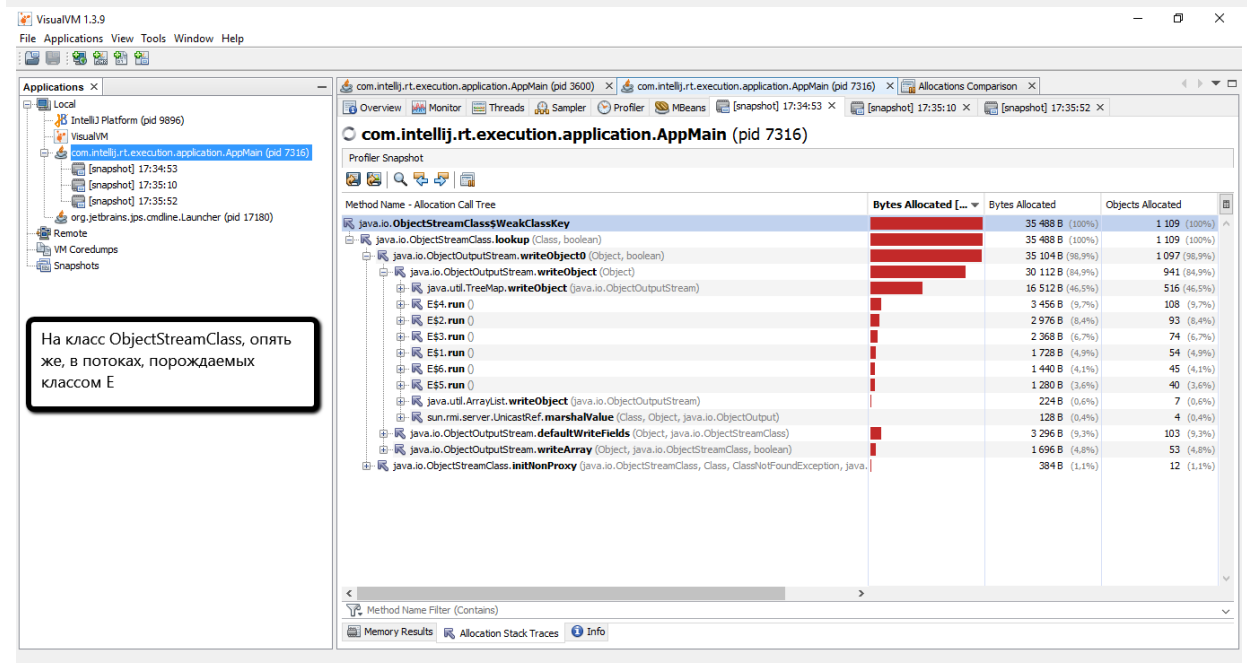 VisualVM 1.3.9
File Applications View Tools Window Help
Applications
Local
IntelliJ Platform (pid 9896)
VisualVM
com.intellij.rt.execution.application.AppMain (pid 7316)
[snapshot] 17:34:53
[snapshot] 17:35:10
[snapshot] 17:35:52
org.jetbrains.jps.cmdline.Launcher (pid 17180)
Remote
VM Coredumps
Snapshots
На класс ObjectStreamClass, опять
же, в потоках, порождаемых
классом E
com.intellij.rt.execution.application.AppMain (pid 3600) com.intellij.rt.execution.application.AppMain (pid 7316) Allocations Comparison
Overview Monitor Threads Sampler Profiler MBeans [snapshot] 17:34:53 [snapshot] 17:35:10 [snapshot] 17:35:52
com.intellij.rt.execution.application.AppMain (pid 7316)
Profiler Snapshot
Method Name - Allocation Call Tree Bytes Allocated [... Bytes Allocated Objects Allocated
java.io.ObjectStreamClass$WeakClassKey 35 488 B (100%) 1 109 (100%)
java.io.ObjectStreamClass.lookup (Class, boolean) 35 488 B (100%) 1 109 (100%)
java.io.ObjectOutputStream.writeObject0 (Object, boolean) 35 104 B (98,9%) 1 097 (98,9%)
java.io.ObjectOutputStream.writeObject (Object) 30 112 B (84,9%) 941 (84,9%)
java.util.TreeMap.writeObject (java.io.ObjectOutputStream) 16 512 B (46,5%) 516 (46,5%)
E$4.run () 3 456 B (9,7%) 108 (9,7%)
E$2.run () 2 976 B (8,4%) 93 (8,4%)
E$3.run () 2 368 B (6,7%) 74 (6,7%)
E$1.run () 1 728 B (4,9%) 54 (4,9%)
E$6.run () 1 440 B (4,1%) 45 (4,1%)
E$5.run () 1 280 B (3,6%) 40 (3,6%)
java.util.ArrayList.writeObject (java.io.ObjectOutputStream) 224 B (0,6%) 7 (0,6%)
sun.rmi.server.UnicastRef.marshalValue (Class, Object, java.io.ObjectOutput) 128 B (0,4%) 4 (0,4%)
java.io.ObjectOutputStream.defaultWriteFields (Object, java.io.ObjectStreamClass) 3 296 B (9,3%) 103 (9,3%)
java.io.ObjectOutputStream.writeArray (Object, java.io.ObjectStreamClass, boolean) 1 696 B (4,8%) 53 (4,8%)
java.io.ObjectStreamClass.initNonProxy (java.io.ObjectStreamClass, Class, ClassNotFoundException, java. 384 B (1,1%) 12 (1,1%)
Method Name Filter (Contains)
Memory Results Allocation Stack Traces Info